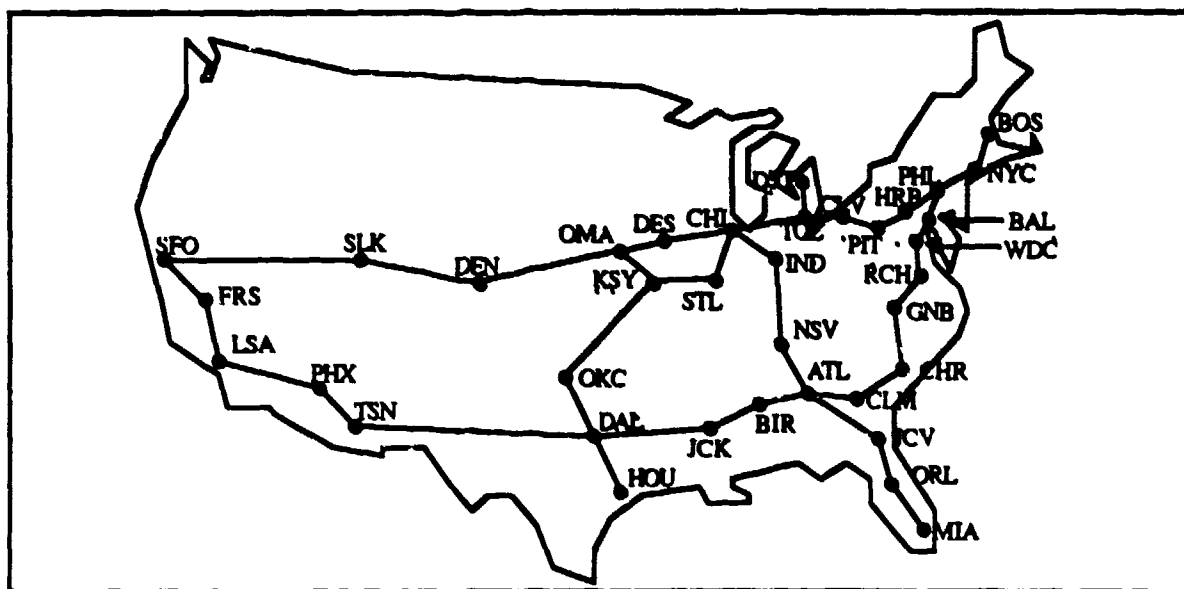 BOS
PHL
NYC
HRB
CHI
DES
OMA
PIT
BAL
SFO
SLK
DEN
IND
WDC
KSY
STL
RCH
FRS
GNB
LSA
NSV
PHX
OKC
ATL
CHR
TSN
CLM
DAL
BIR
JCK
JCV
HOU
ORL
MIA